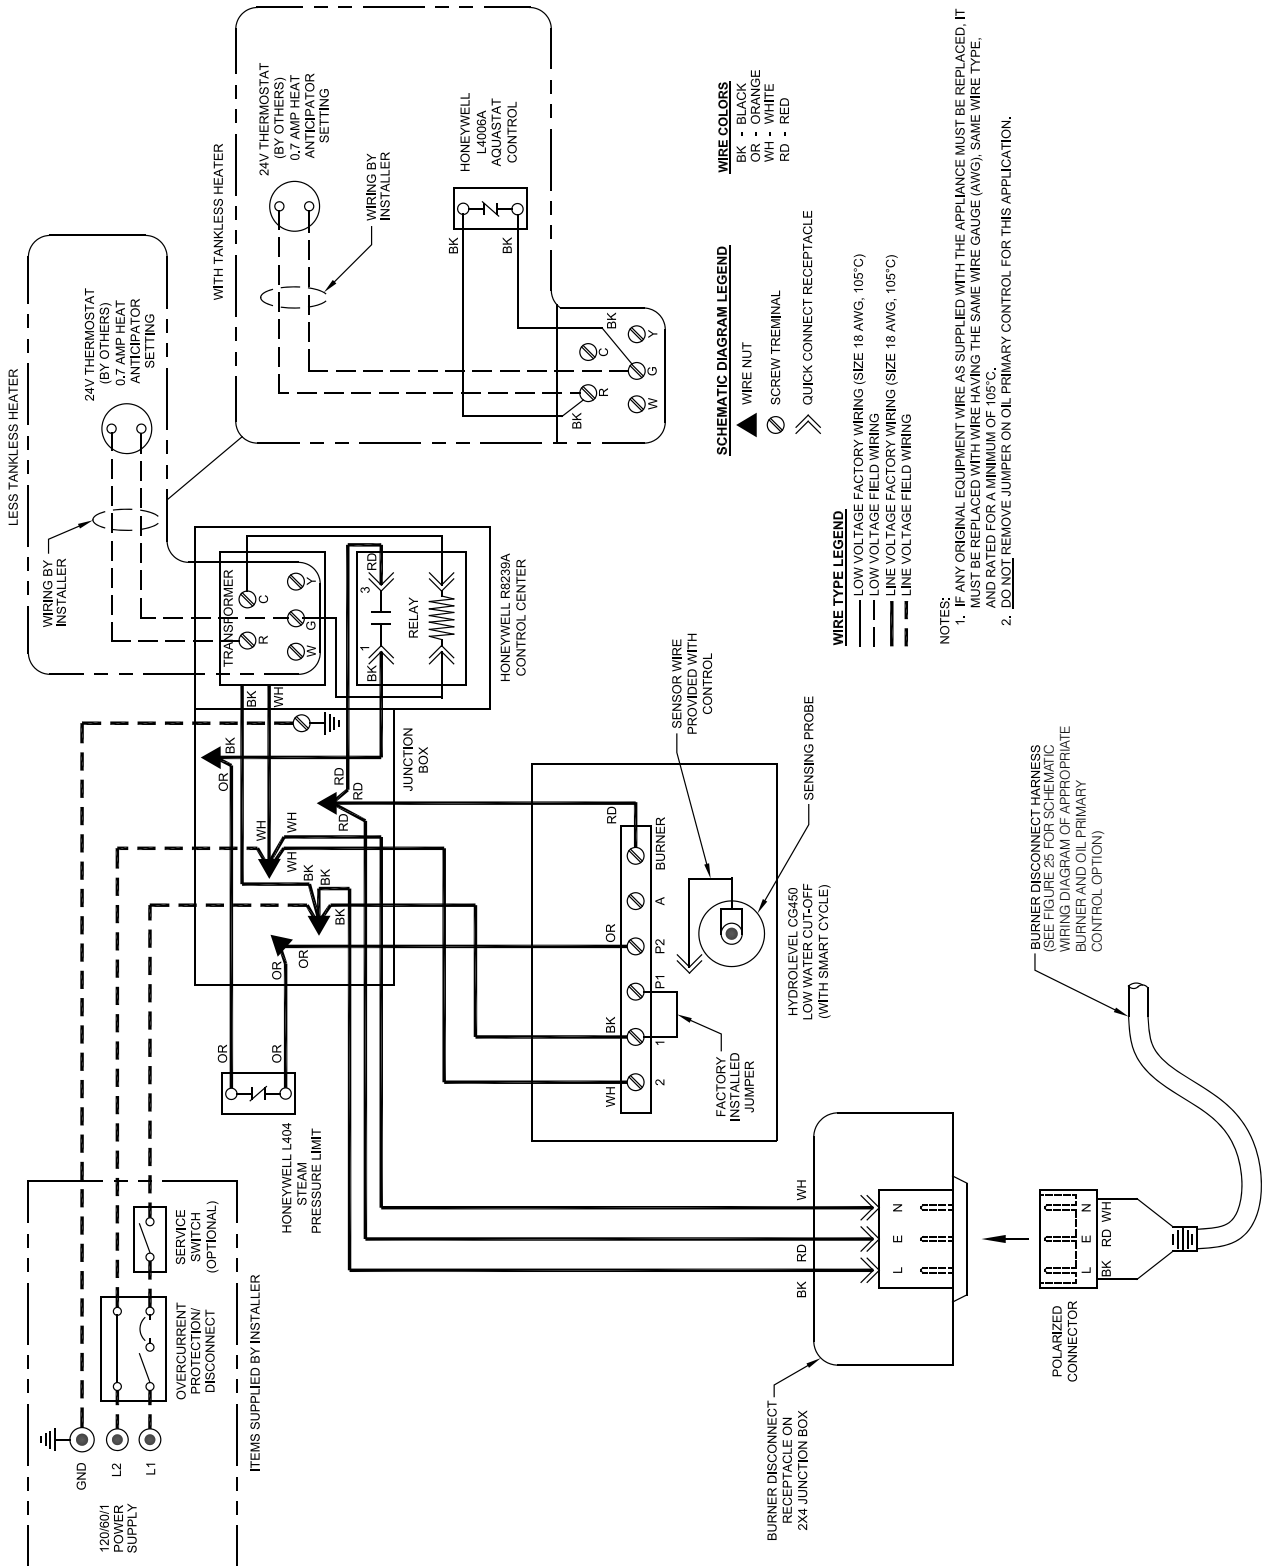 LESS TANKLESS HEATER
WIRING BY
INSTALLER
24V THERMOSTAT
(BY OTHERS)
0.7 AMP HEAT
ANTICIPATOR
SETTING
WITH TANKLESS HEATER
24V THERMOSTAT
(BY OTHERS)
0.7 AMP HEAT
ANTICIPATOR
SETTING
WIRING BY
INSTALLER
HONEYWELL
L4006A
AQUASTAT
CONTROL
BK
BK
BK
BK
R
C
W
G
Y
TRANSFORMER
R
C
W
G
Y
BK
WH
RELAY
BK
1
3
RD
HONEYWELL R8239A
CONTROL CENTER
JUNCTION
BOX
OR
BK
WH
WH
WH
BK
BK
BK
RD
RD
RD
OR
OR
OR
OR
HONEYWELL L404
STEAM
PRESSURE LIMIT
120/60/1
POWER
SUPPLY
GND
L2
L1
OVERCURRENT
PROTECTION/
DISCONNECT
SERVICE
SWITCH
(OPTIONAL)
ITEMS SUPPLIED BY INSTALLER
WH
BK
OR
RD
2
1
P1
P2
A
BURNER
FACTORY
INSTALLED
JUMPER
SENSOR WIRE
PROVIDED WITH
CONTROL
SENSING PROBE
HYDROLEVEL CG450
LOW WATER CUT-OFF
(WITH SMART CYCLE)
BK
RD
WH
L
E
N
BURNER DISCONNECT
RECEPTACLE ON
2X4 JUNCTION BOX
POLARIZED
CONNECTOR
L
E
N
BK
RD
WH
BURNER DISCONNECT HARNESS
(SEE FIGURE 25 FOR SCHEMATIC
WIRING DIAGRAM OF APPROPRIATE
BURNER AND OIL PRIMARY
CONTROL OPTION)
SCHEMATIC DIAGRAM LEGEND
WIRE NUT
SCREW TREMINAL
QUICK CONNECT RECEPTACLE
WIRE COLORS
BK - BLACK
OR - ORANGE
WH - WHITE
RD - RED
WIRE TYPE LEGEND
LOW VOLTAGE FACTORY WIRING (SIZE 18 AWG, 105°C)
LOW VOLTAGE FIELD WIRING
LINE VOLTAGE FACTORY WIRING (SIZE 18 AWG, 105°C)
LINE VOLTAGE FIELD WIRING
NOTES:
1. IF ANY ORIGINAL EQUIPMENT WIRE AS SUPPLIED WITH THE APPLIANCE MUST BE REPLACED, IT
MUST BE REPLACED WITH WIRE HAVING THE SAME WIRE GAUGE (AWG), SAME WIRE TYPE,
AND RATED FOR A MINIMUM OF 105°C.
2. DO NOT REMOVE JUMPER ON OIL PRIMARY CONTROL FOR THIS APPLICATION.